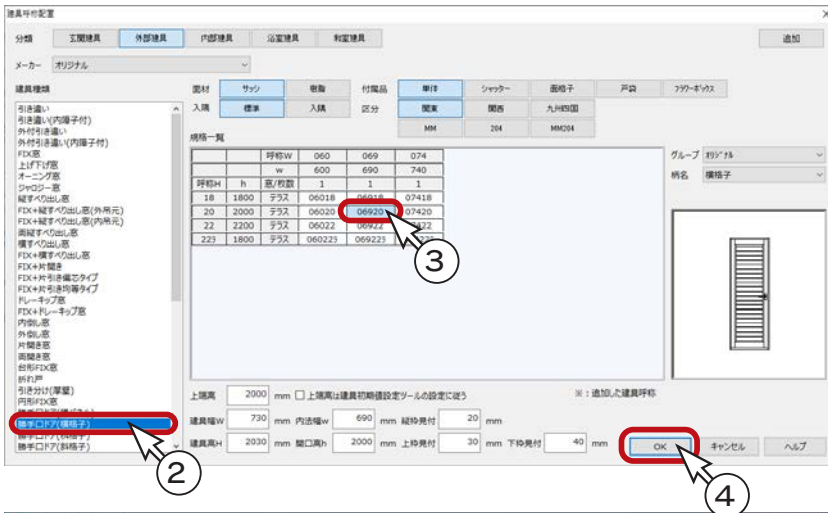 建具呼称配置
分類 玄関建具 外部建具 内部建具 浴室建具 和室建具 追加
メーカー オリジナル
建具種類 面材 サッシ 樹脂 付属品 単体 シャッター 面格子 戸袋 フラワーボックス
入隅 標準 入隅 区分 関東 関西 九州四国
MM 204 MM204
規格一覧
引き違い
引き違い(内障子付)
外付引き違い
外付引き違い(内障子付)
FIX窓
上げ下げ窓
オーニング窓
ジャロジー窓
縦すべり出し窓
FIX+縦すべり出し窓(外吊元)
FIX+縦すべり出し窓(内吊元)
両縦すべり出し窓
横すべり出し窓
FIX+横すべり出し窓
FIX+片開き
FIX+片引き偏芯タイプ
FIX+片引き均等タイプ
ドレーキップ窓
FIX+ドレーキップ窓
内倒し窓
外倒し窓
片開き窓
両開き窓
台形FIX窓
折れ戸
引き分け(厚壁)
円形FIX窓
勝手口ドア(横格子)
勝手口ドア(斜格子)
呼称W 060 069 074
w 600 690 740
呼称H h 窓/枚数 1 1 1
18 1800 テラス 06018 06918 07418
20 2000 テラス 06020 06920 07420
22 2200 テラス 06022 06922
225 1800 テラス 060225 069225
グループ オリジナル
柄名 横格子
②
③
④
上端高 2000 mm 上端高は建具初期値設定ツールの設定に従う ※：追加した建具呼称
建具幅W 730 mm 内法幅w 690 mm 縦枠見付 20 mm
建具高H 2030 mm 開口高h 2000 mm 上枠見付 30 mm 下枠見付 40 mm
OK キャンセル ヘルプ